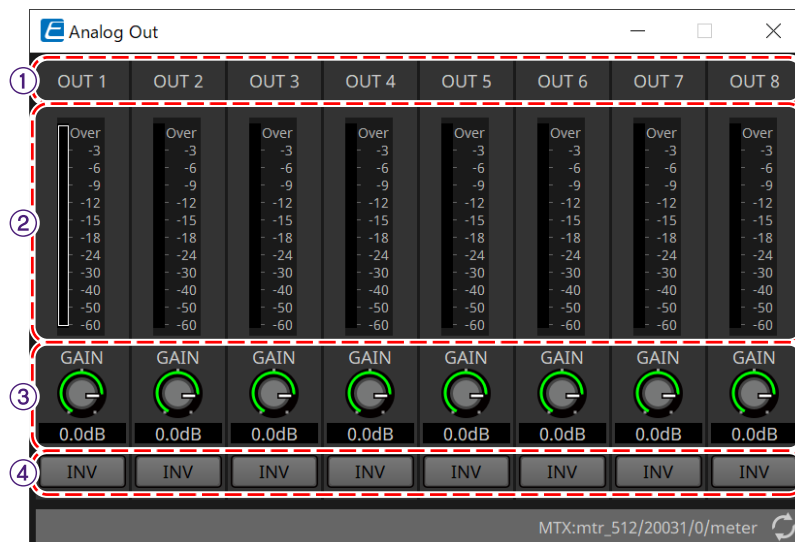 E Analog Out
① OUT 1 OUT 2 OUT 3 OUT 4 OUT 5 OUT 6 OUT 7 OUT 8
②
Over Over Over Over Over Over Over Over
-3 -3 -3 -3 -3 -3 -3 -3
-6 -6 -6 -6 -6 -6 -6 -6
-9 -9 -9 -9 -9 -9 -9 -9
-12 -12 -12 -12 -12 -12 -12 -12
-15 -15 -15 -15 -15 -15 -15 -15
-18 -18 -18 -18 -18 -18 -18 -18
-24 -24 -24 -24 -24 -24 -24 -24
-30 -30 -30 -30 -30 -30 -30 -30
-40 -40 -40 -40 -40 -40 -40 -40
-50 -50 -50 -50 -50 -50 -50 -50
-60 -60 -60 -60 -60 -60 -60 -60
GAIN GAIN GAIN GAIN GAIN GAIN GAIN GAIN
③
0.0dB 0.0dB 0.0dB 0.0dB 0.0dB 0.0dB 0.0dB 0.0dB
④ INV INV INV INV INV INV INV INV
MTX:mtr_512/20031/0/meter